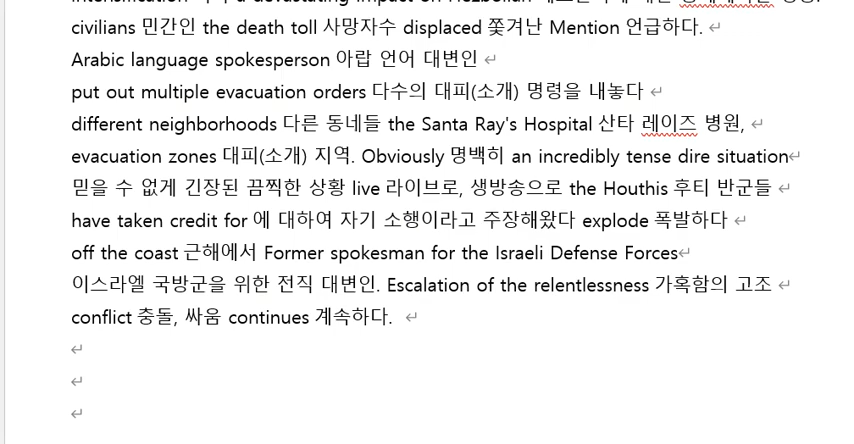 civilians 민간인 the death toll 사망자수 displaced 쫓겨난 Mention 언급하다.
Arabic language spokesperson 아랍 언어 대변인
put out multiple evacuation orders 다수의 대피(소개) 명령을 내놓다
different neighborhoods 다른 동네들 the Santa Ray's Hospital 산타 레이즈 병원,
evacuation zones 대피(소개) 지역. Obviously 명백히 an incredibly tense dire situation
믿을 수 없게 긴장된 끔찍한 상황 live 라이브로, 생방송으로 the Houthis 후티 반군들
have taken credit for 에 대하여 자기 소행이라고 주장해왔다 explode 폭발하다
off the coast 근해에서 Former spokesman for the Israeli Defense Forces
이스라엘 국방군을 위한 전직 대변인. Escalation of the relentlessness 가혹함의 고조
conflict 충돌, 싸움 continues 계속하다.